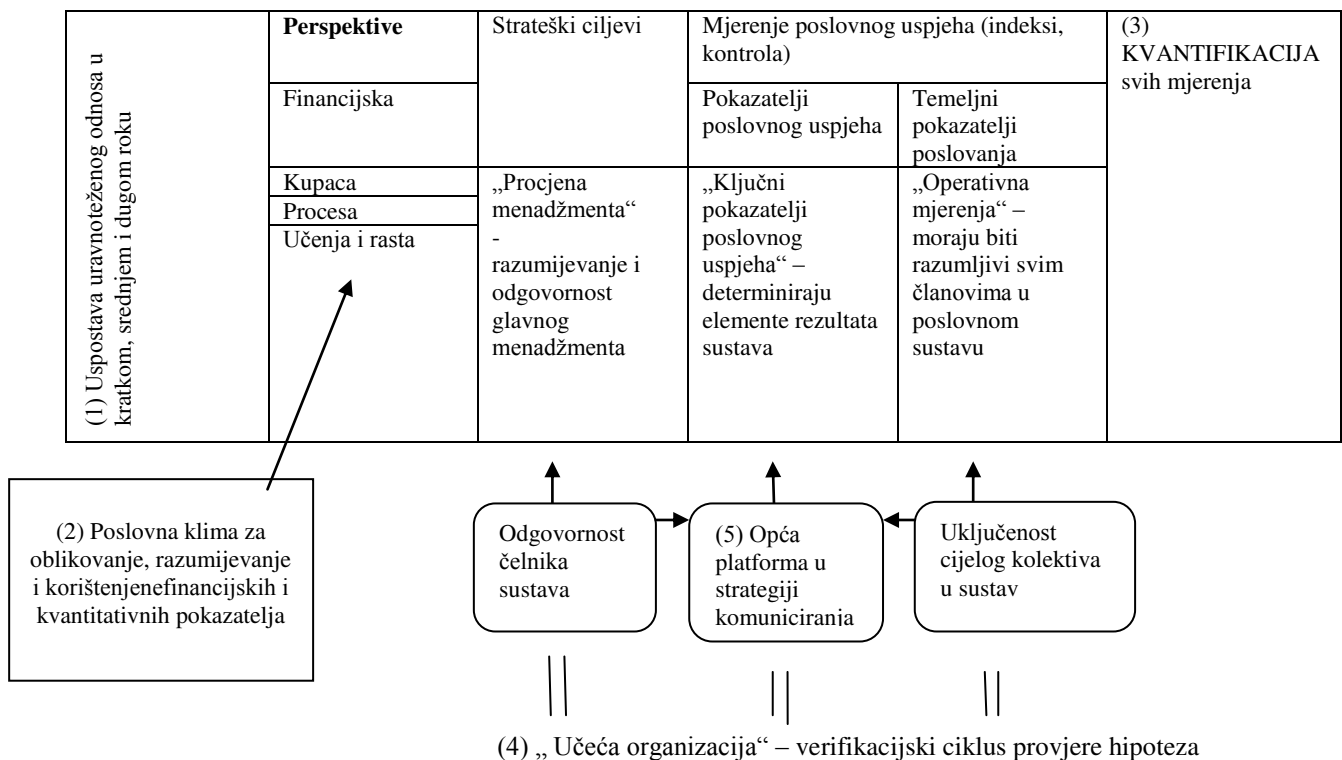 (1) Uspostava uravnoteženog odnosa u
kratkom, srednjem i dugom roku
Perspektive
Financijska
Kupaca
Procesa
Učenja i rasta
Strateški ciljevi
„Procjena
menadžmenta“
-
razumijevanje i
odgovornost
glavnog
menadžmenta
Mjerenje poslovnog uspjeha (indeksi,
kontrola)
Pokazatelji
poslovnog uspjeha
„Ključni
pokazatelji
poslovnog
uspjeha“ –
determiniraju
elemente rezultata
sustava
Temeljni
pokazatelji
poslovanja
„Operativna
mjerenja“ –
moraju biti
razumljivi svim
članovima u
poslovnom
sustavu
(3)
KVANTIFIKACIJA
svih mjerenja
(2) Poslovna klima za
oblikovanje, razumijevanje
i korištenjenefinancijskih i
kvantitativnih pokazatelja
Odgovornost
čelnika
sustava
(5) Opća
platforma u
strategiji
komuniciranja
Uključenost
cijelog kolektiva
u sustav
(4) „ Učeća organizacija“ – verifikacijski ciklus provjere hipoteza